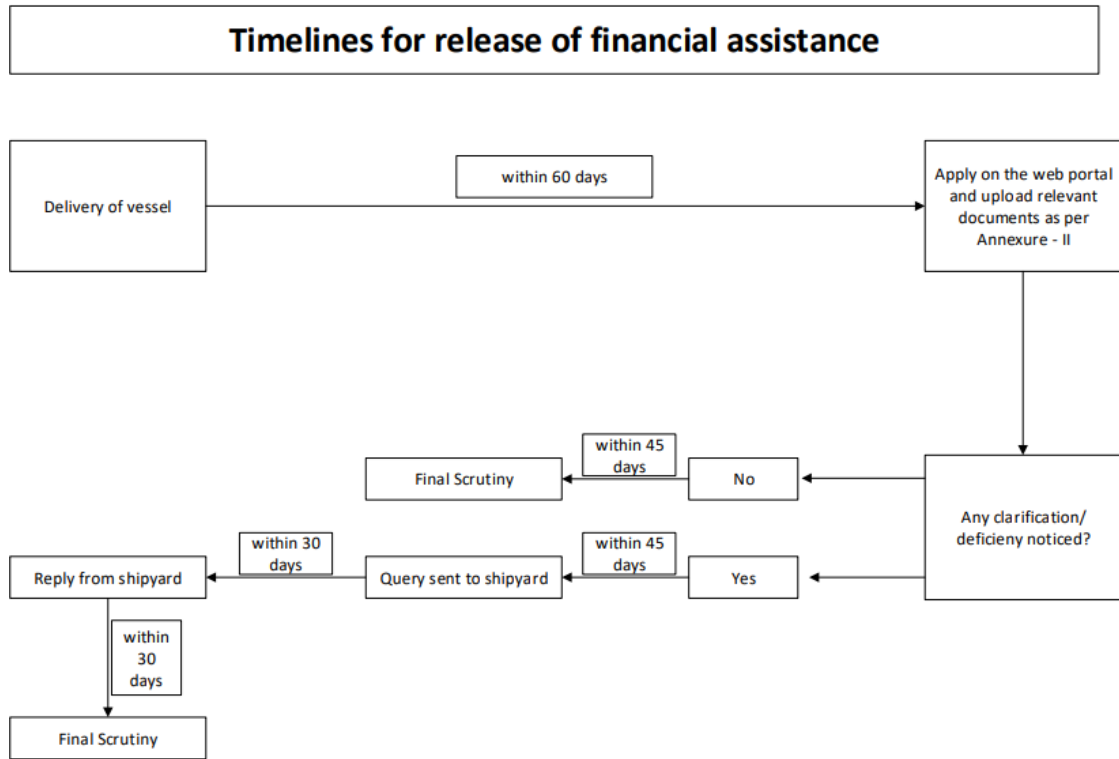 Timelines for release of financial assistance
Delivery of vessel
within 60 days
Apply on the web portal
and upload relevant
documents as per
Annexure - II
Any clarification/
deficieny noticed?
No
within 45
days
Final Scrutiny
Yes
within 45
days
Query sent to shipyard
within 30
days
Reply from shipyard
within
30
days
Final Scrutiny